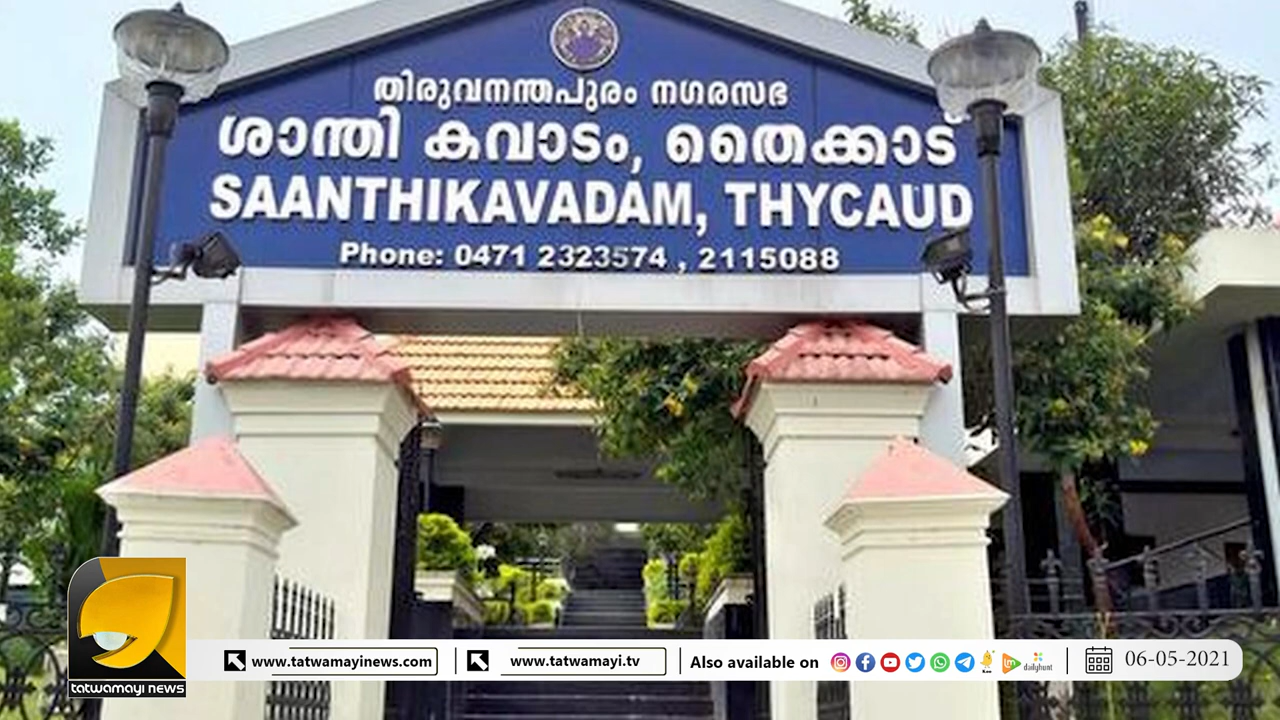 തിരുവനന്തപുരം നഗരസഭ
ശാന്തി കവാടം, തൈക്കാട്
SAANTHIKAVADAM, THYCAUD
Phone: 0471 2323574 , 2115088
tatwamayi news
www.tatwamayinews.com
www.tatwamayi.tv
Also available on
dailyhunt
06-05-2021